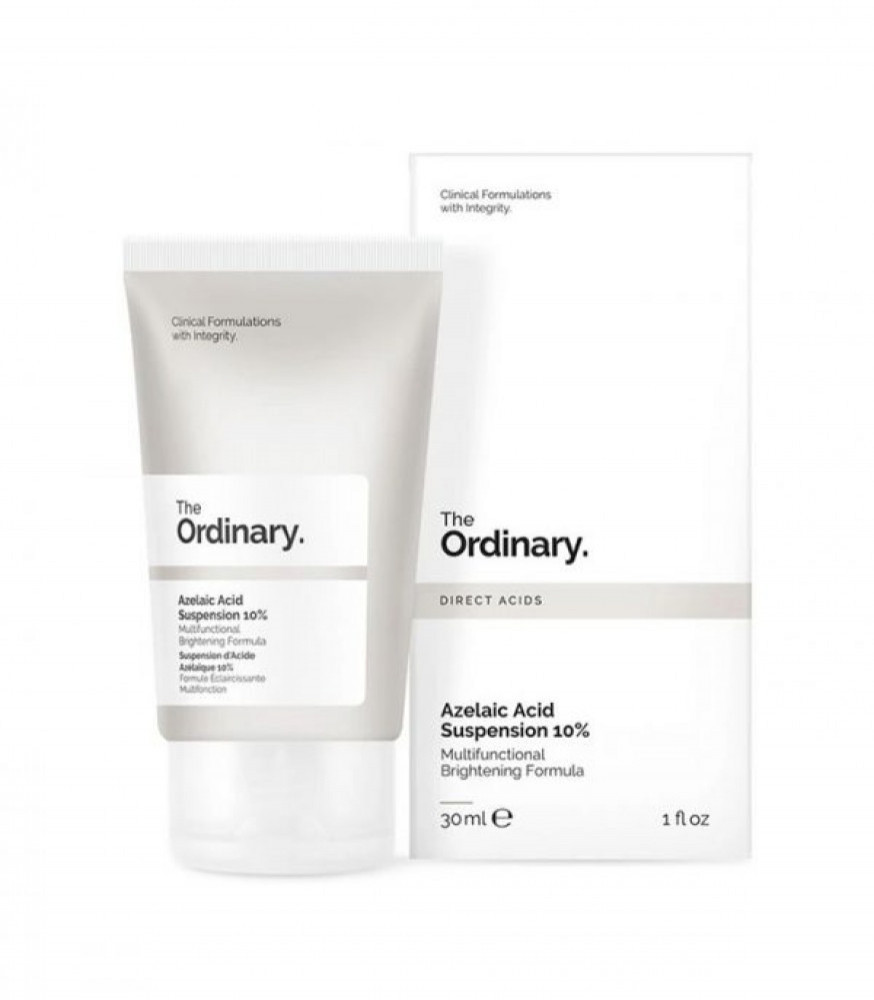 Clinical Formulations
with Integrity.
The
Ordinary.
Azelaic Acid
Suspension 10%
Multifunctional
Brightening Formula
Suspension d'Acide
Azélaïque 10%
Formule Éclaircissante
Multifonction
Clinical Formulations
with Integrity.
The
Ordinary.
DIRECT ACIDS
Azelaic Acid
Suspension 10%
Multifunctional
Brightening Formula
30 ml ℮ 1 fl oz